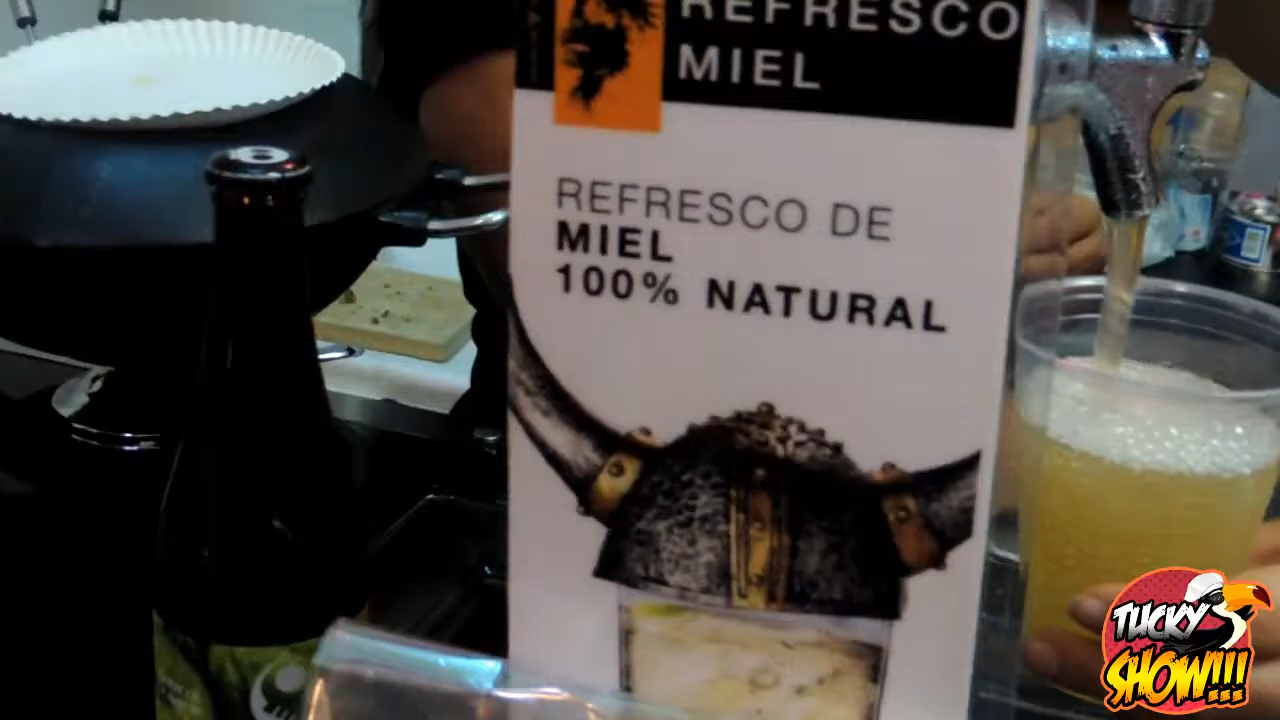 REFRESCO
MIEL
REFRESCO DE
MIEL
100% NATURAL
TUCKY
SHOW!!!